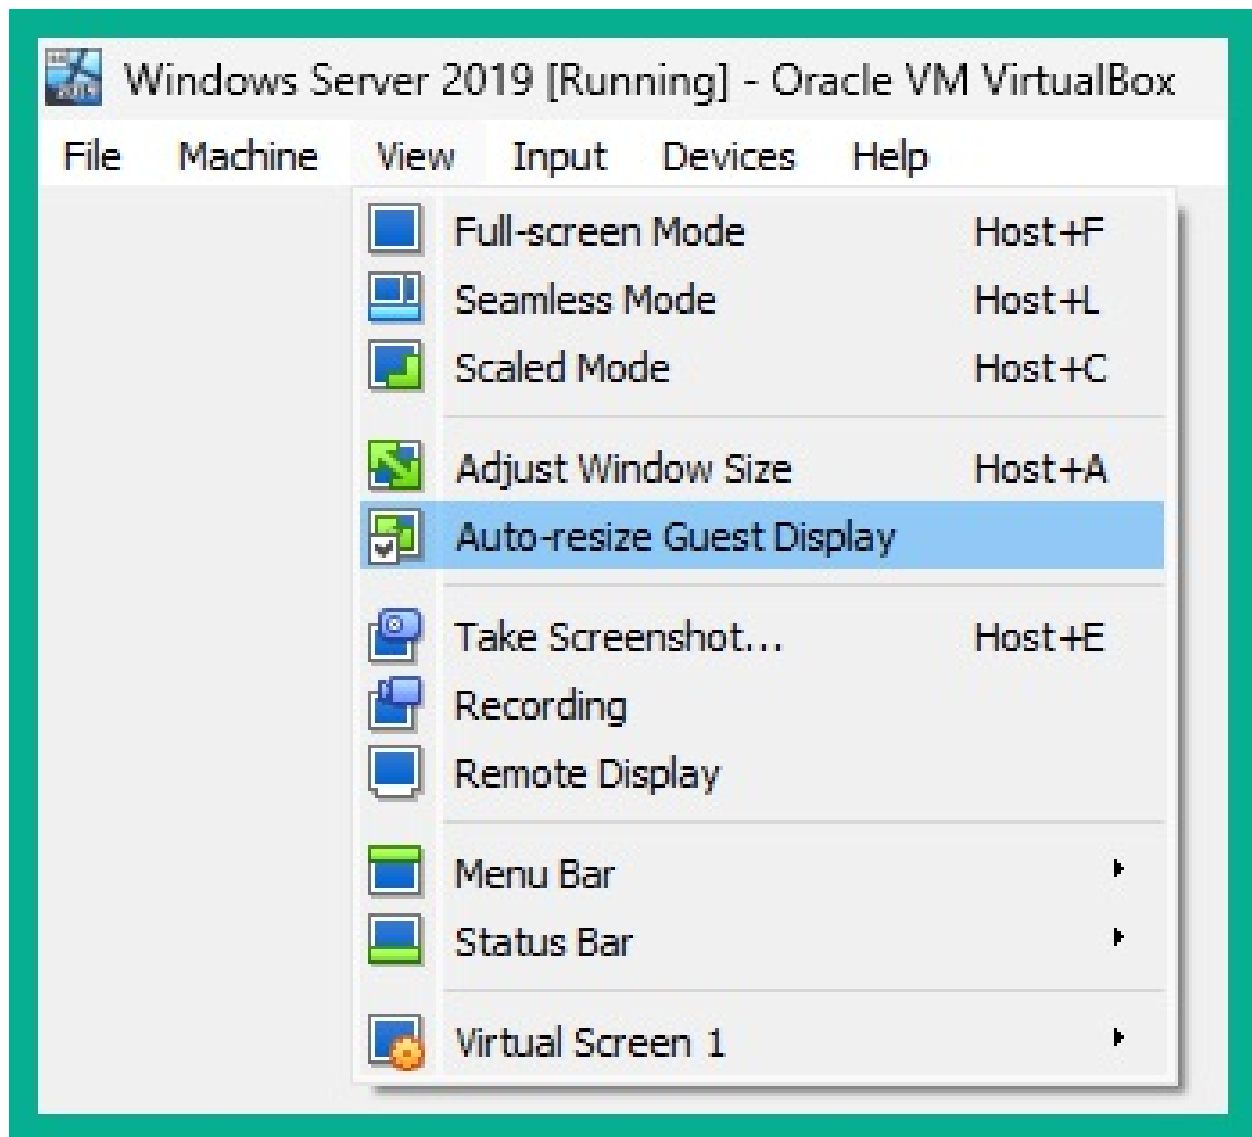 Windows Server 2019 [Running] - Oracle VM VirtualBox
File Machine View Input Devices Help
Full-screen Mode Host+F
Seamless Mode Host+L
Scaled Mode Host+C
Adjust Window Size Host+A
Auto-resize Guest Display
Take Screenshot... Host+E
Recording
Remote Display
Menu Bar
Status Bar
Virtual Screen 1